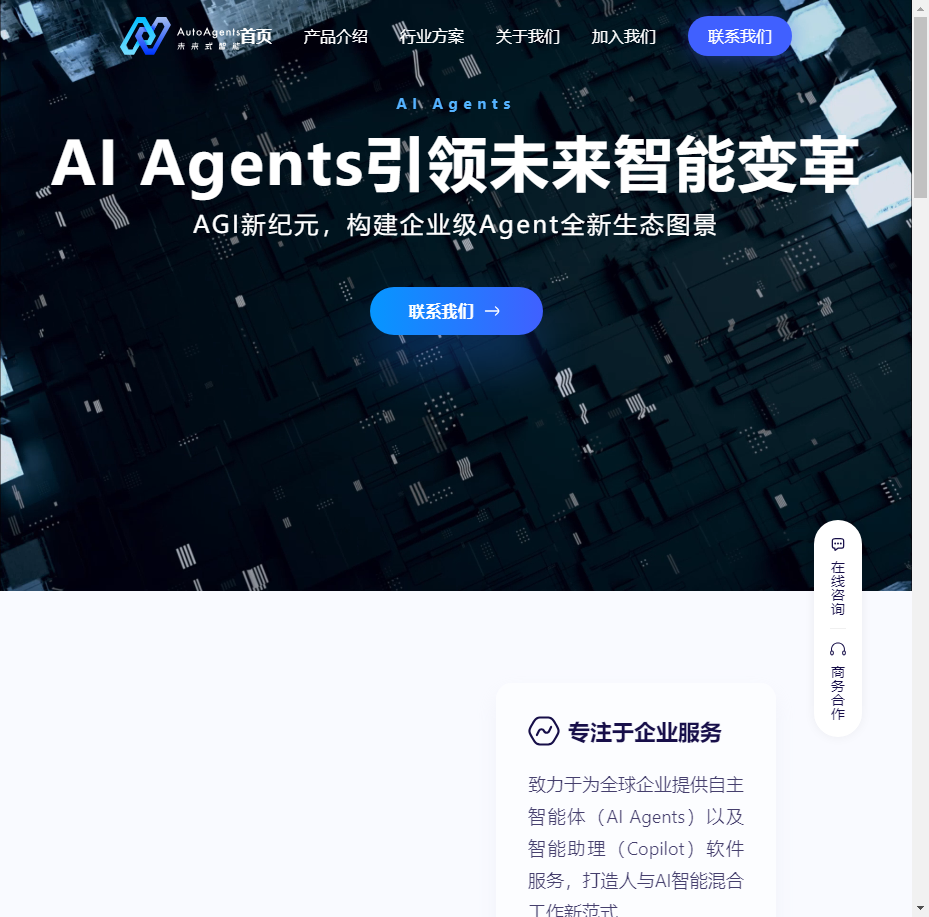 AutoAgents
未来式智能
首页
产品介绍
行业方案
关于我们
加入我们
联系我们
AI Agents
AI Agents引领未来智能变革
AGI新纪元，构建企业级Agent全新生态图景
联系我们
在线咨询
商务合作
专注于企业服务
致力于为全球企业提供自主
智能体（AI Agents）以及
智能助理（Copilot）软件
服务，打造人与AI智能混合
工作新范式